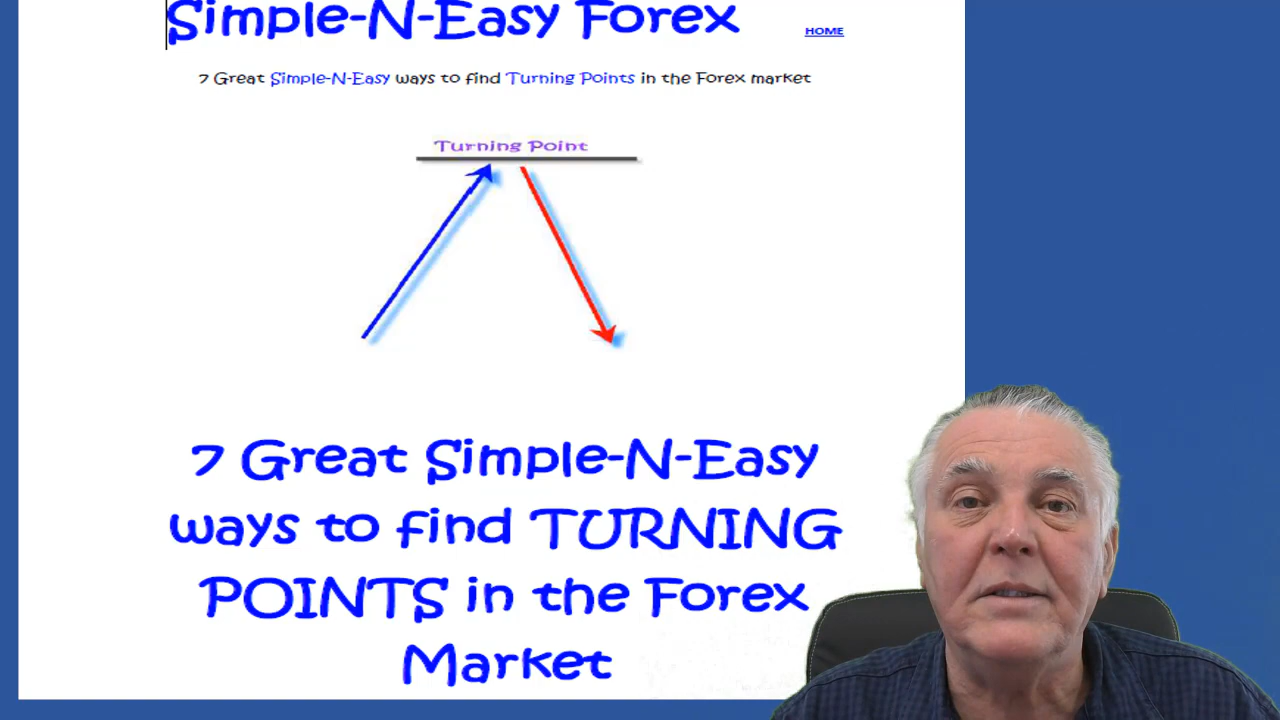 Simple-N-Easy Forex
HOME
7 Great Simple-N-Easy ways to find Turning Points in the Forex market
Turning Point
7 Great Simple-N-Easy
ways to find TURNING
POINTS in the Forex
Market